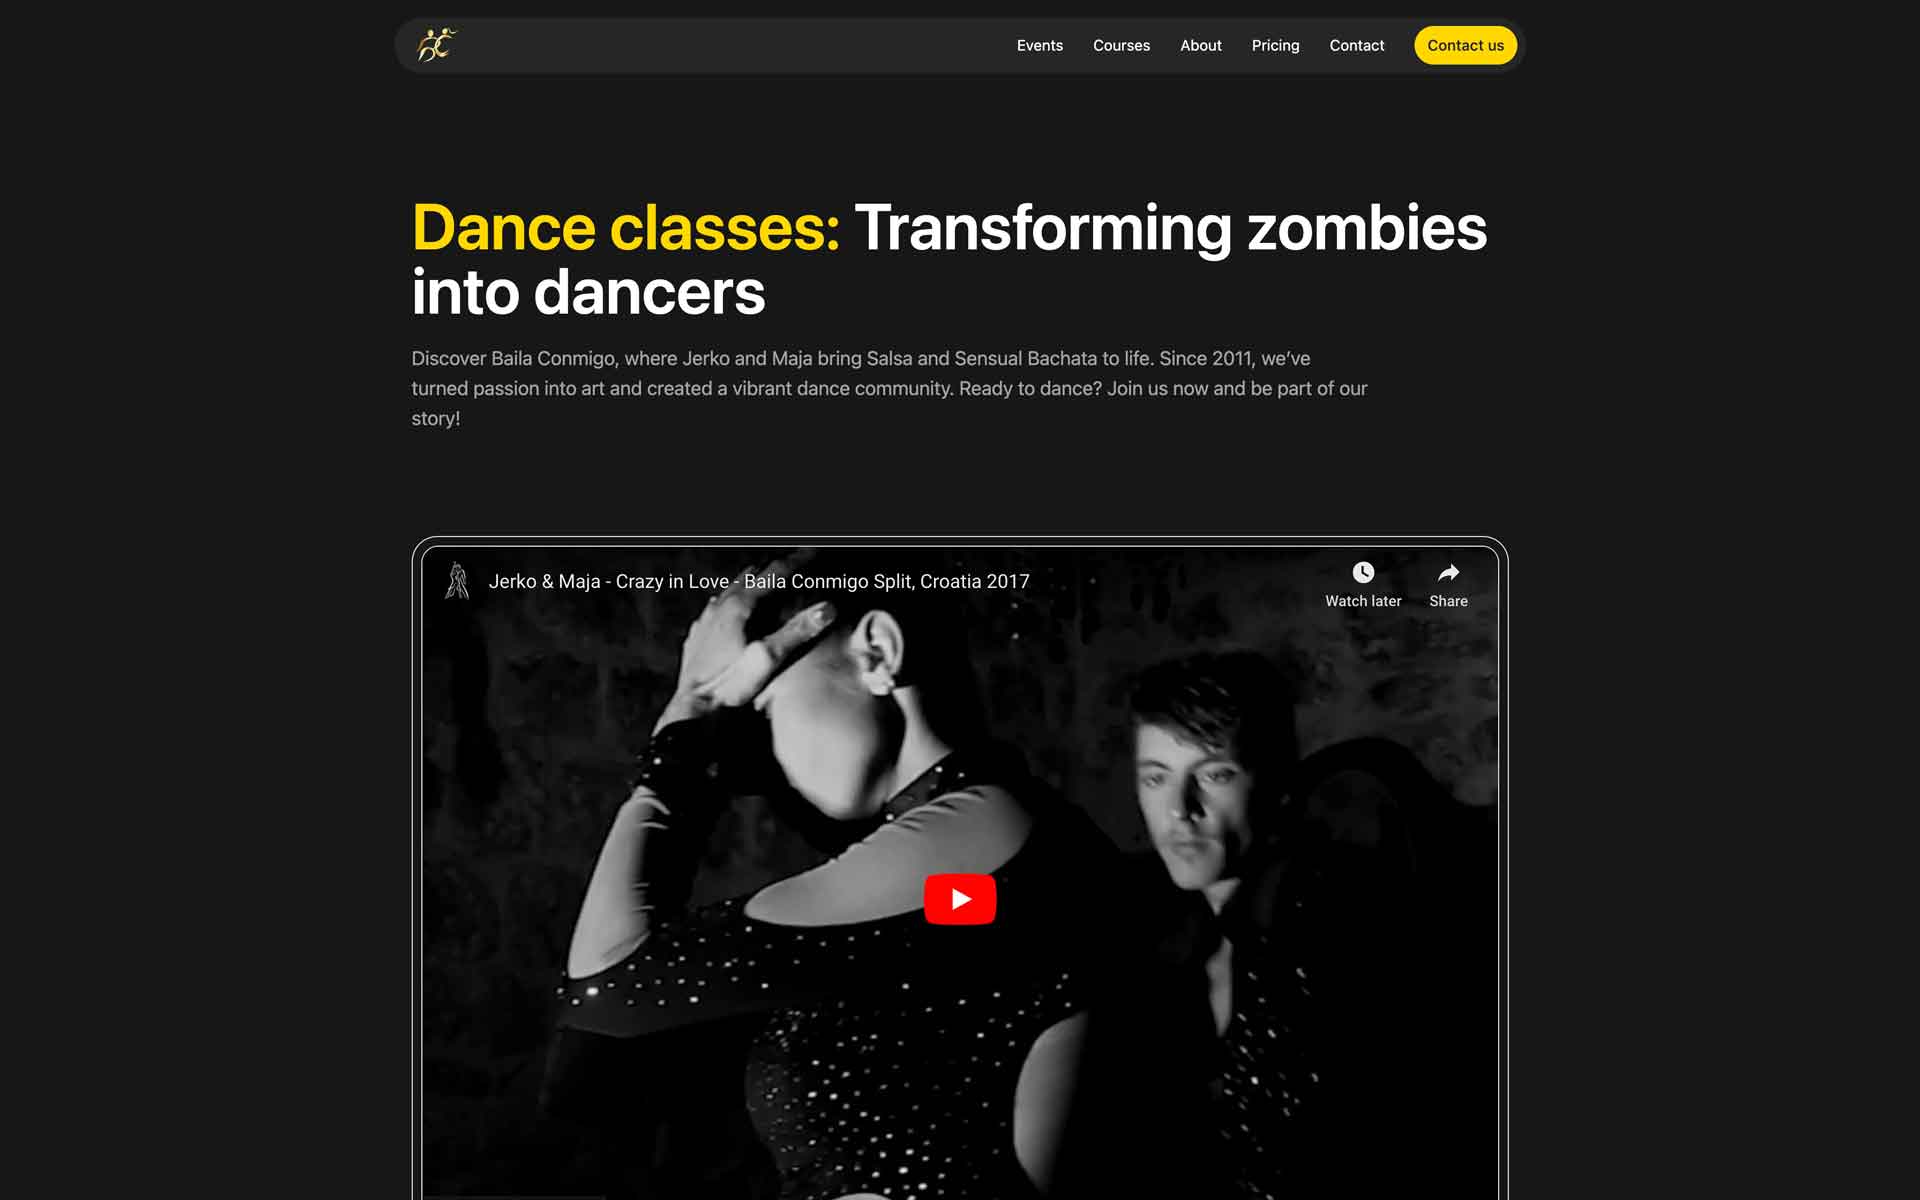 Events Courses About Pricing Contact Contact us
Dance classes: Transforming zombies
into dancers
Discover Baila Conmigo, where Jerko and Maja bring Salsa and Sensual Bachata to life. Since 2011, we’ve
turned passion into art and created a vibrant dance community. Ready to dance? Join us now and be part of our
story!
Jerko & Maja - Crazy in Love - Baila Conmigo Split, Croatia 2017
Watch later Share